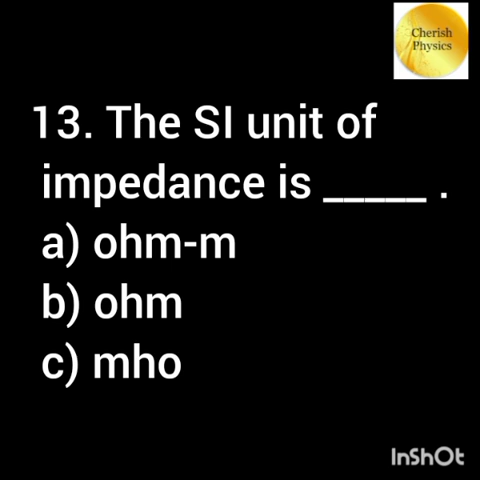 Cherish
Physics
13. The SI unit of
impedance is _____ .
a) ohm-m
b) ohm
c) mho
InShOt